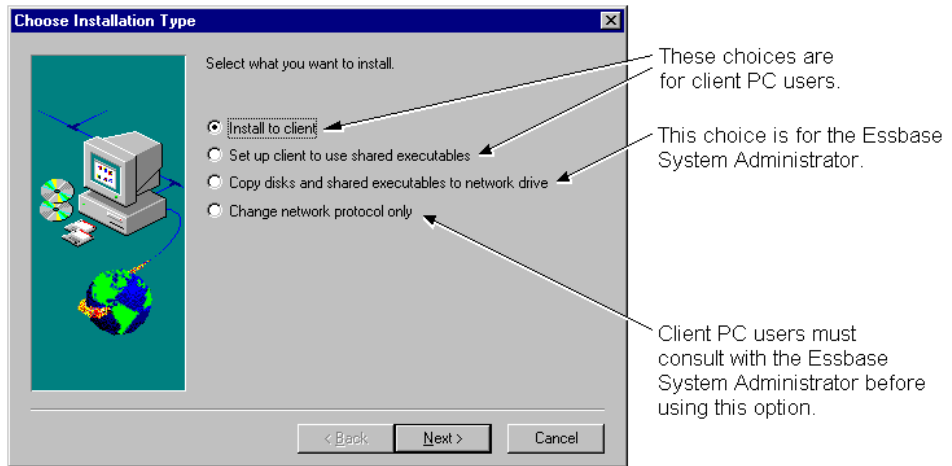 Choose Installation Type
Select what you want to install.
Install to client
Set up client to use shared executables
Copy disks and shared executables to network drive
Change network protocol only
< Back
Next >
Cancel
These choices are
for client PC users.
This choice is for the Essbase
System Administrator.
Client PC users must
consult with the Essbase
System Administrator before
using this option.